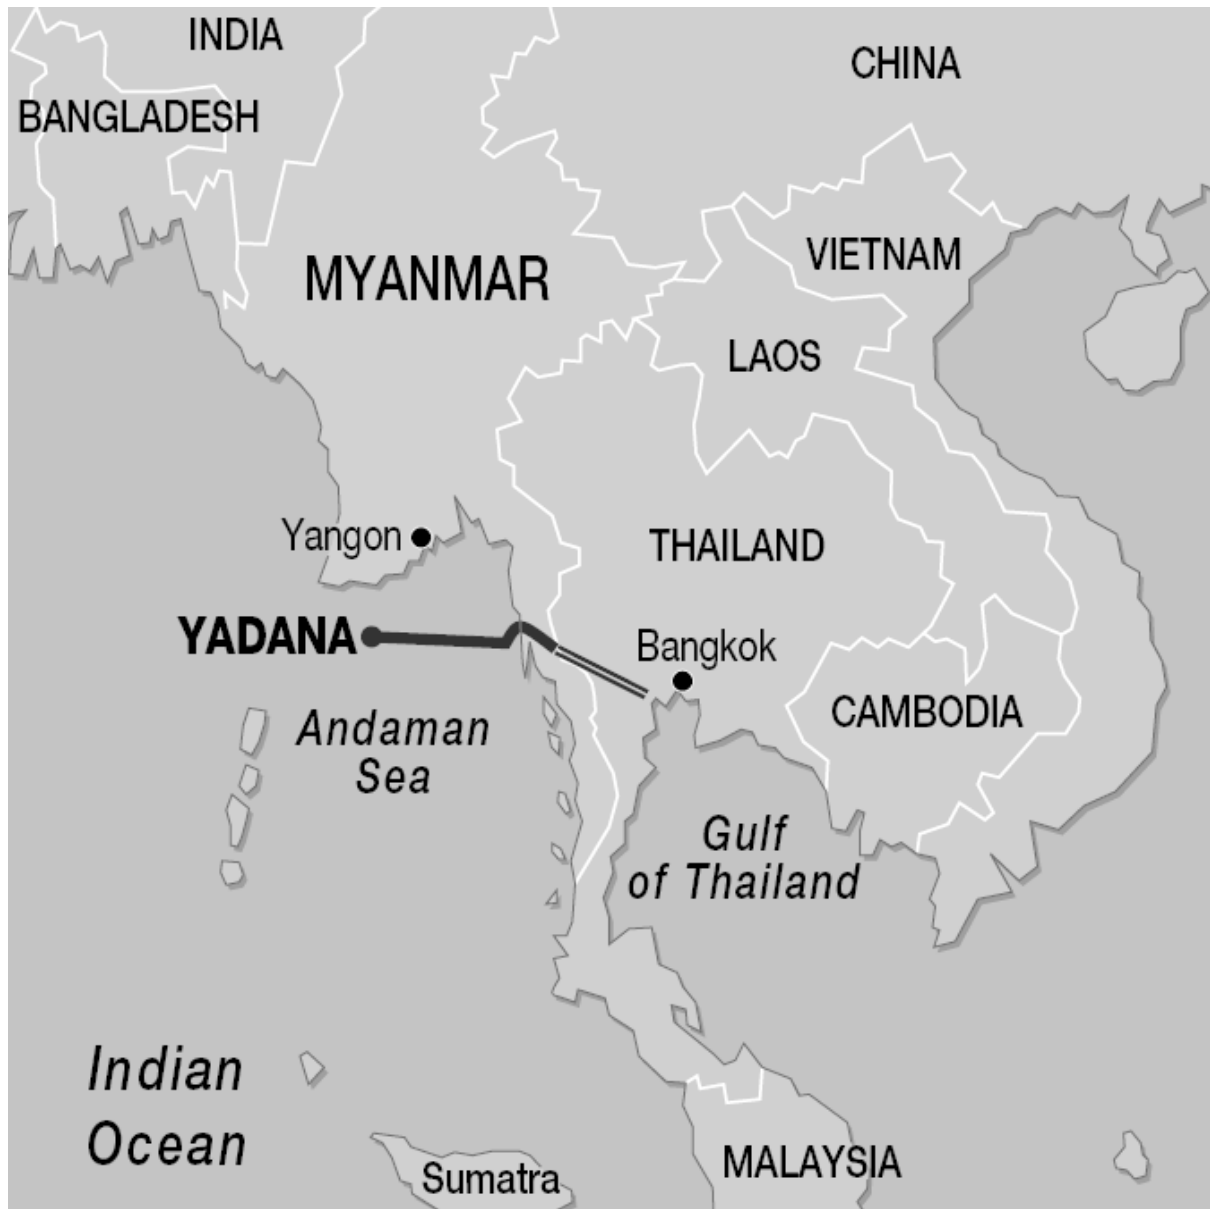 INDIA
CHINA
BANGLADESH
VIETNAM
MYANMAR
LAOS
Yangon
THAILAND
YADANA
Bangkok
CAMBODIA
Andaman
Sea
Gulf
of Thailand
Indian
Ocean
MALAYSIA
Sumatra